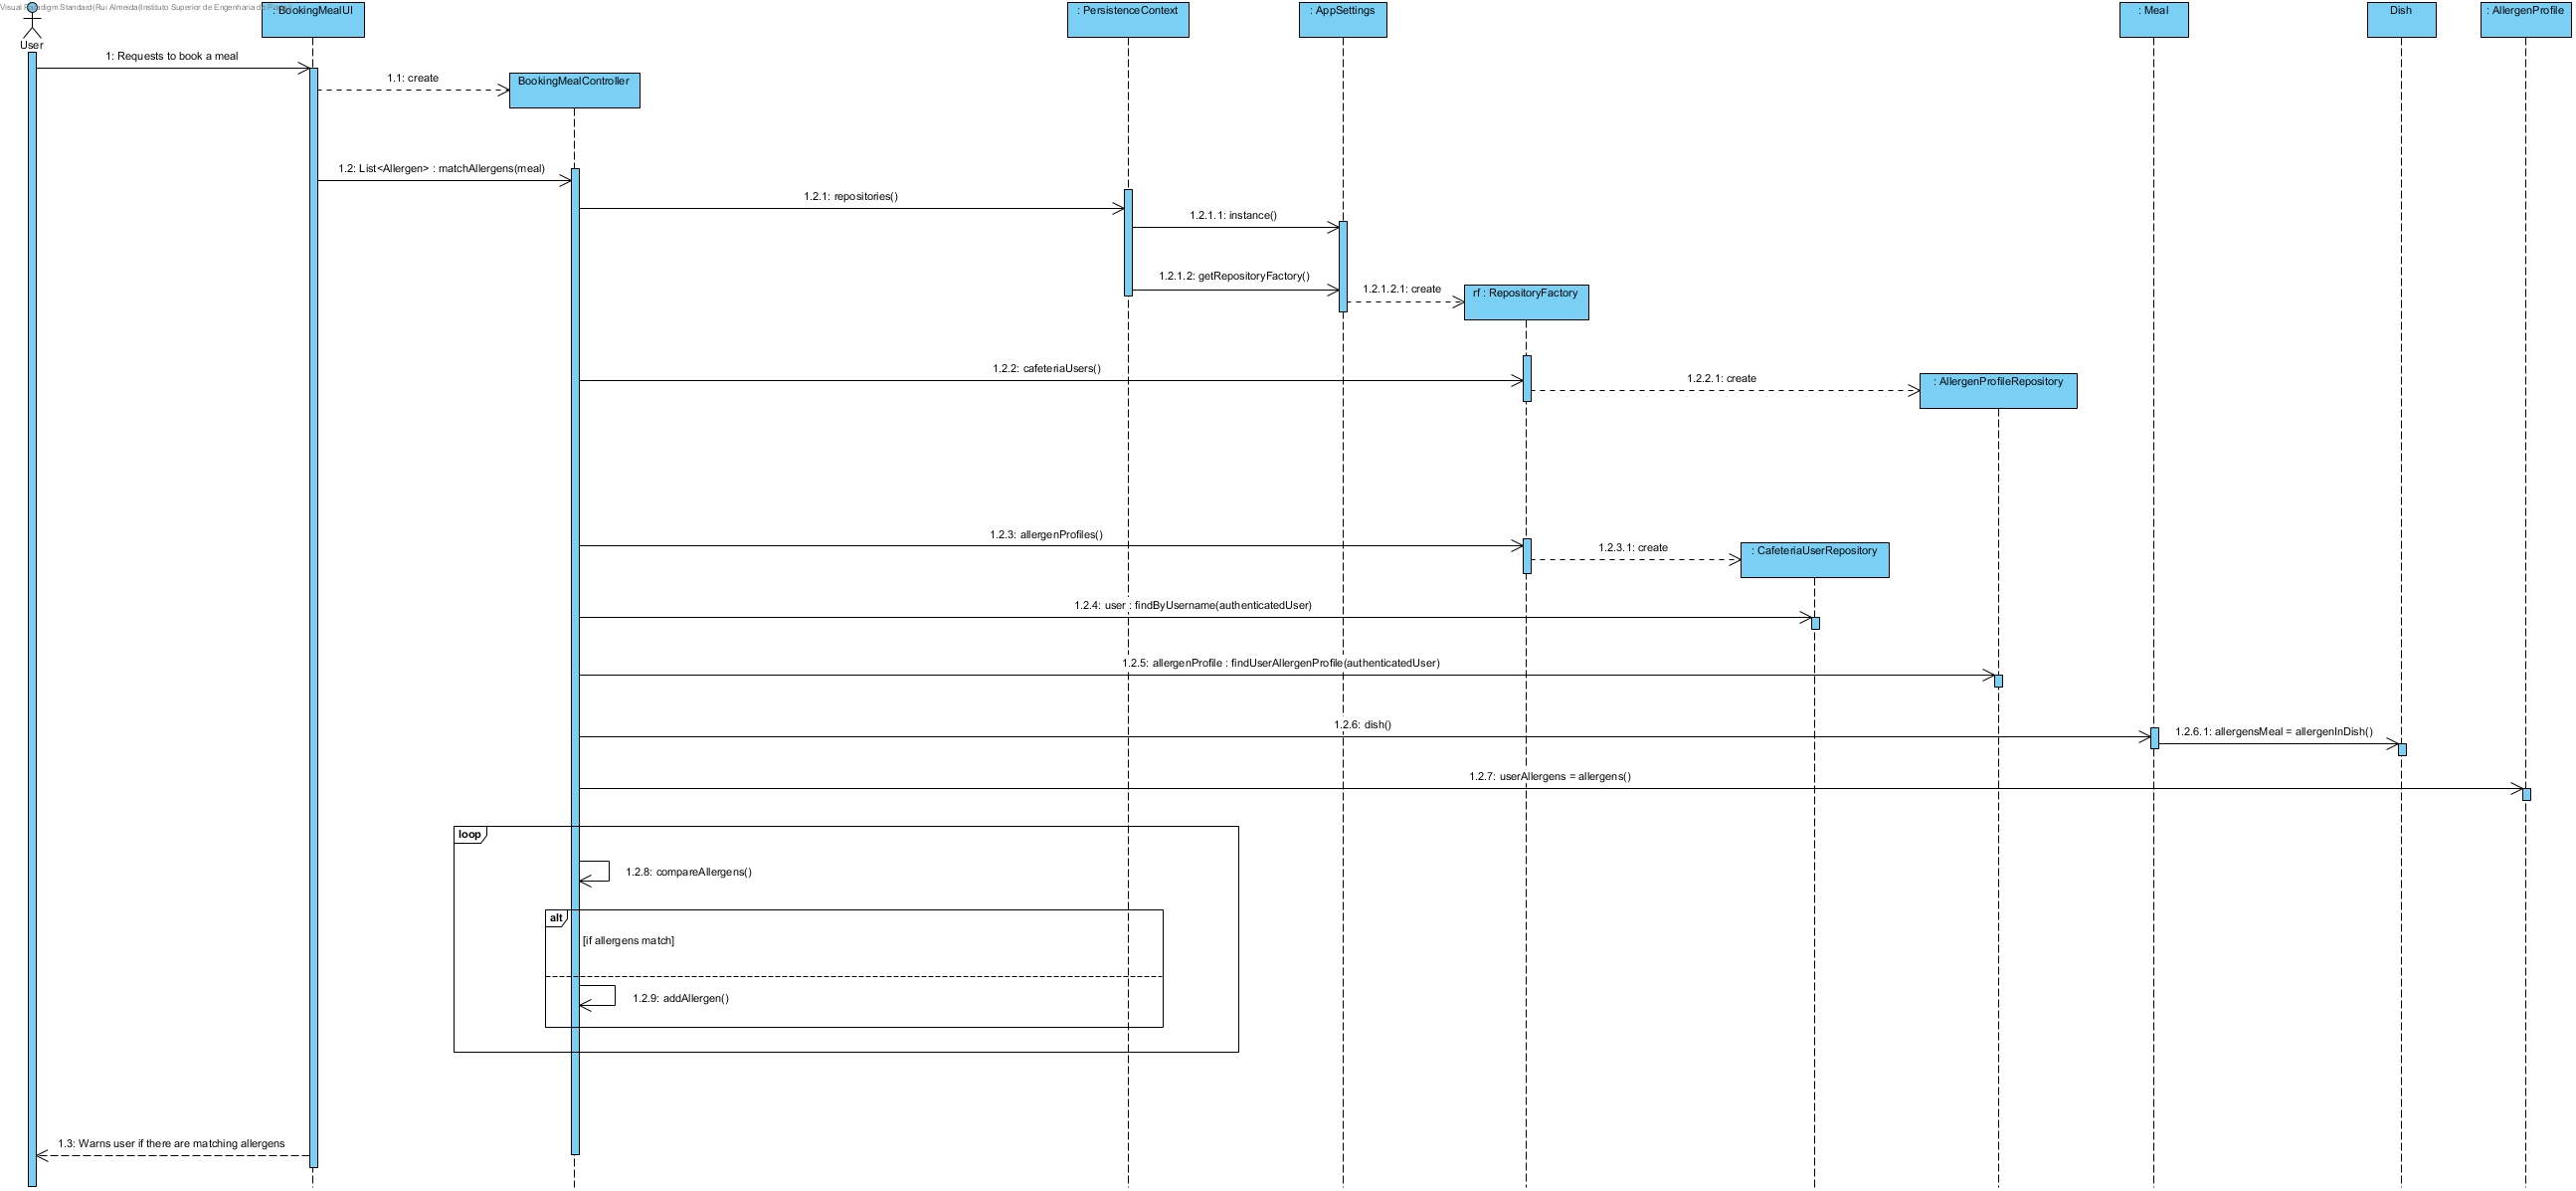 Visual Paradigm Standard(Rui Almeida(Instituto Superior de Engenharia do
User
: BookingMealUI
: PersistenceContext
: AppSettings
: Meal
Dish
: AllergenProfile
1: Requests to book a meal
1.1: create
BookingMealController
1.2: List<Allergen> : matchAllergens(meal)
1.2.1: repositories()
1.2.1.1: instance()
1.2.1.2: getRepositoryFactory()
1.2.1.2.1: create
rf : RepositoryFactory
1.2.2: cafeteriaUsers()
1.2.2.1: create
: AllergenProfileRepository
1.2.3: allergenProfiles()
1.2.3.1: create
: CafeteriaUserRepository
1.2.4: user : findByUsername(authenticatedUser)
1.2.5: allergenProfile : findUserAllergenProfile(authenticatedUser)
1.2.6: dish()
1.2.6.1: allergensMeal = allergenInDish()
1.2.7: userAllergens = allergens()
loop
1.2.8: compareAllergens()
alt
[if allergens match]
1.2.9: addAllergen()
1.3: Warns user if there are matching allergens